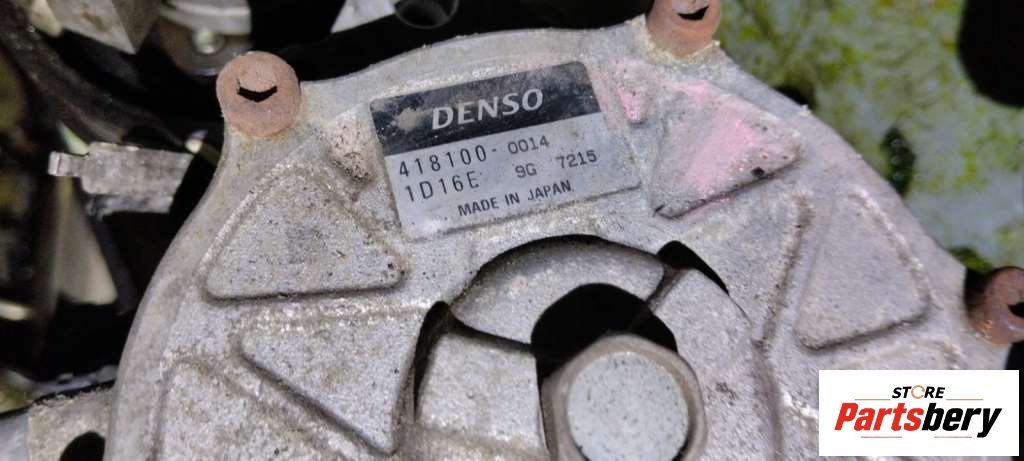 DENSO
418100-0014
1D16E 9G 7215
MADE IN JAPAN
STORE
Partsbery